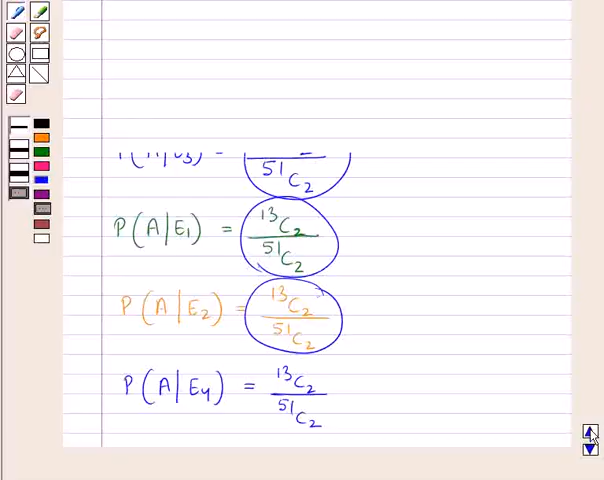 ⁵¹C₂
P(A|E₁) = ¹³C₂ / ⁵¹C₂
P(A|E₂) = ¹³C₂ / ⁵¹C₂
P(A|E₄) = ¹³C₂ / ⁵¹C₂